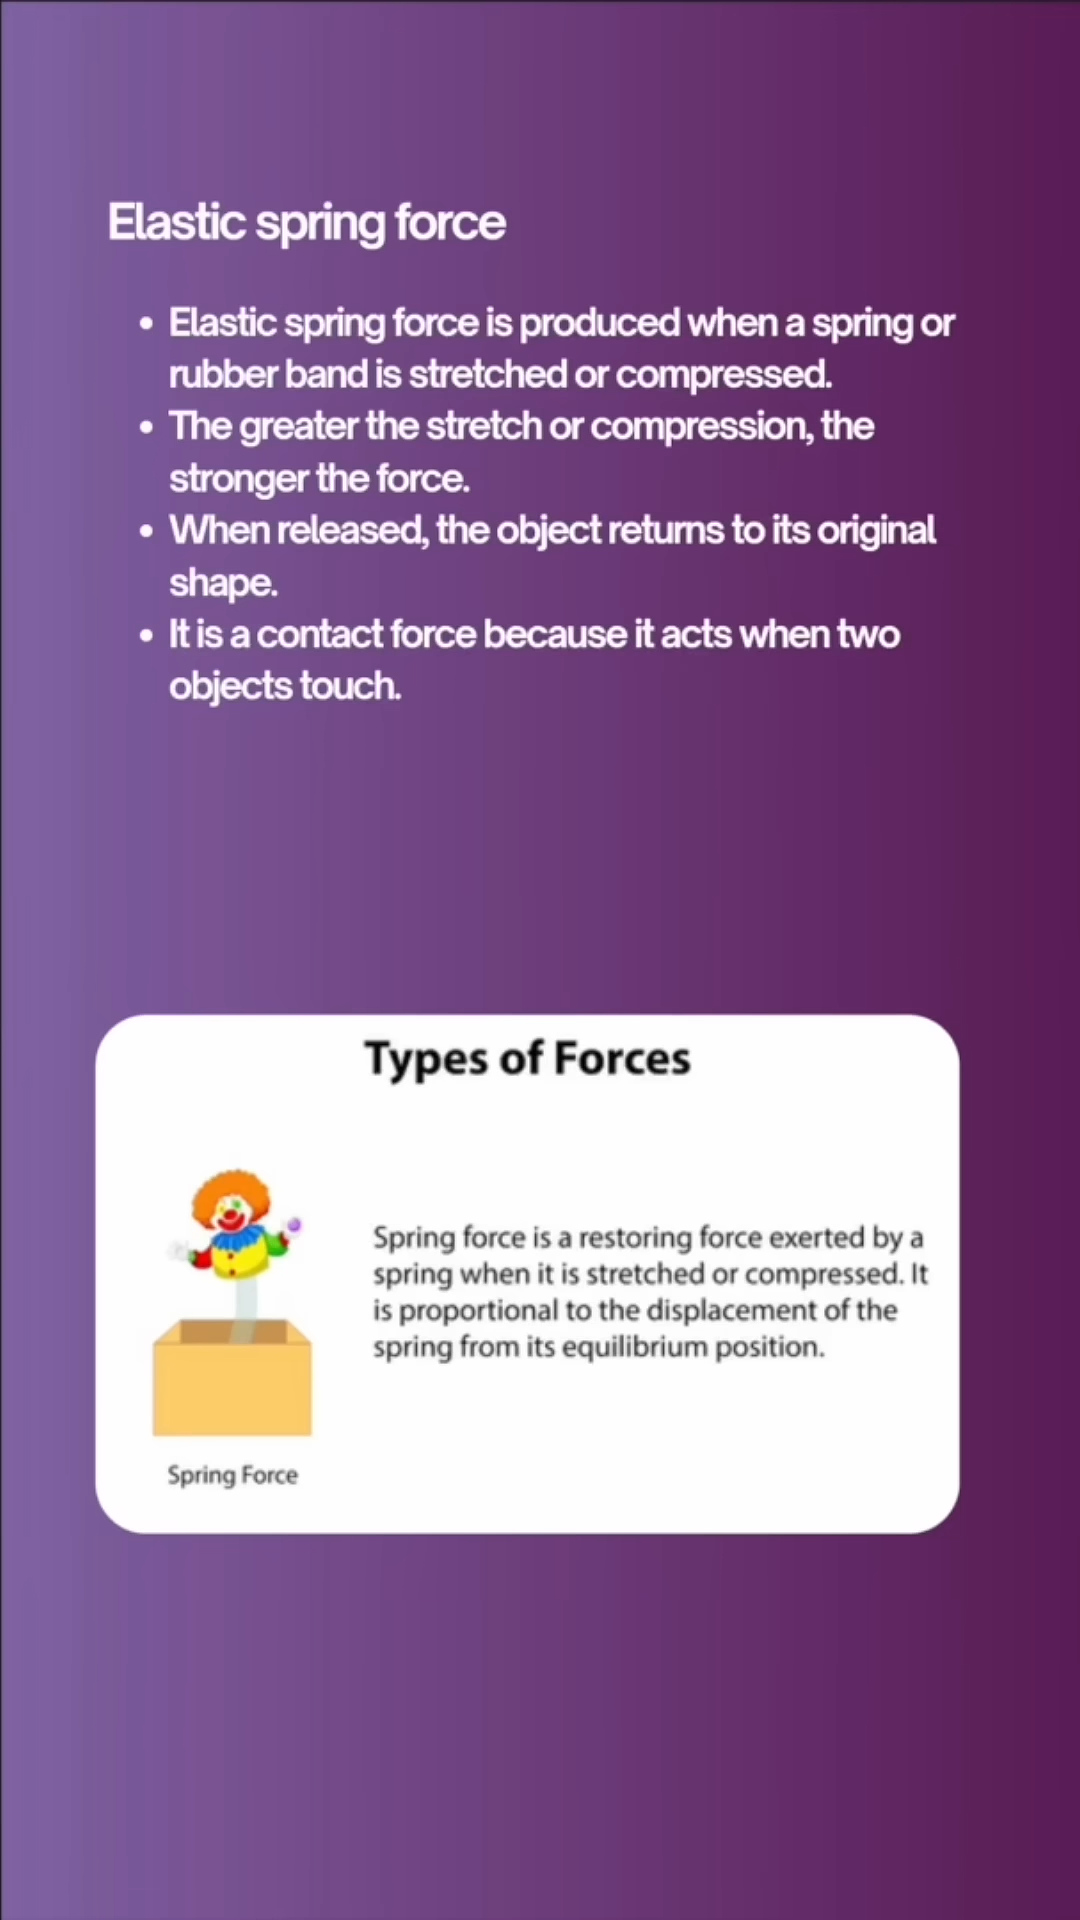 Elastic spring force
• Elastic spring force is produced when a spring or
rubber band is stretched or compressed.
• The greater the stretch or compression, the
stronger the force.
• When released, the object returns to its original
shape.
• It is a contact force because it acts when two
objects touch.
Types of Forces
Spring force is a restoring force exerted by a
spring when it is stretched or compressed. It
is proportional to the displacement of the
spring from its equilibrium position.
Spring Force